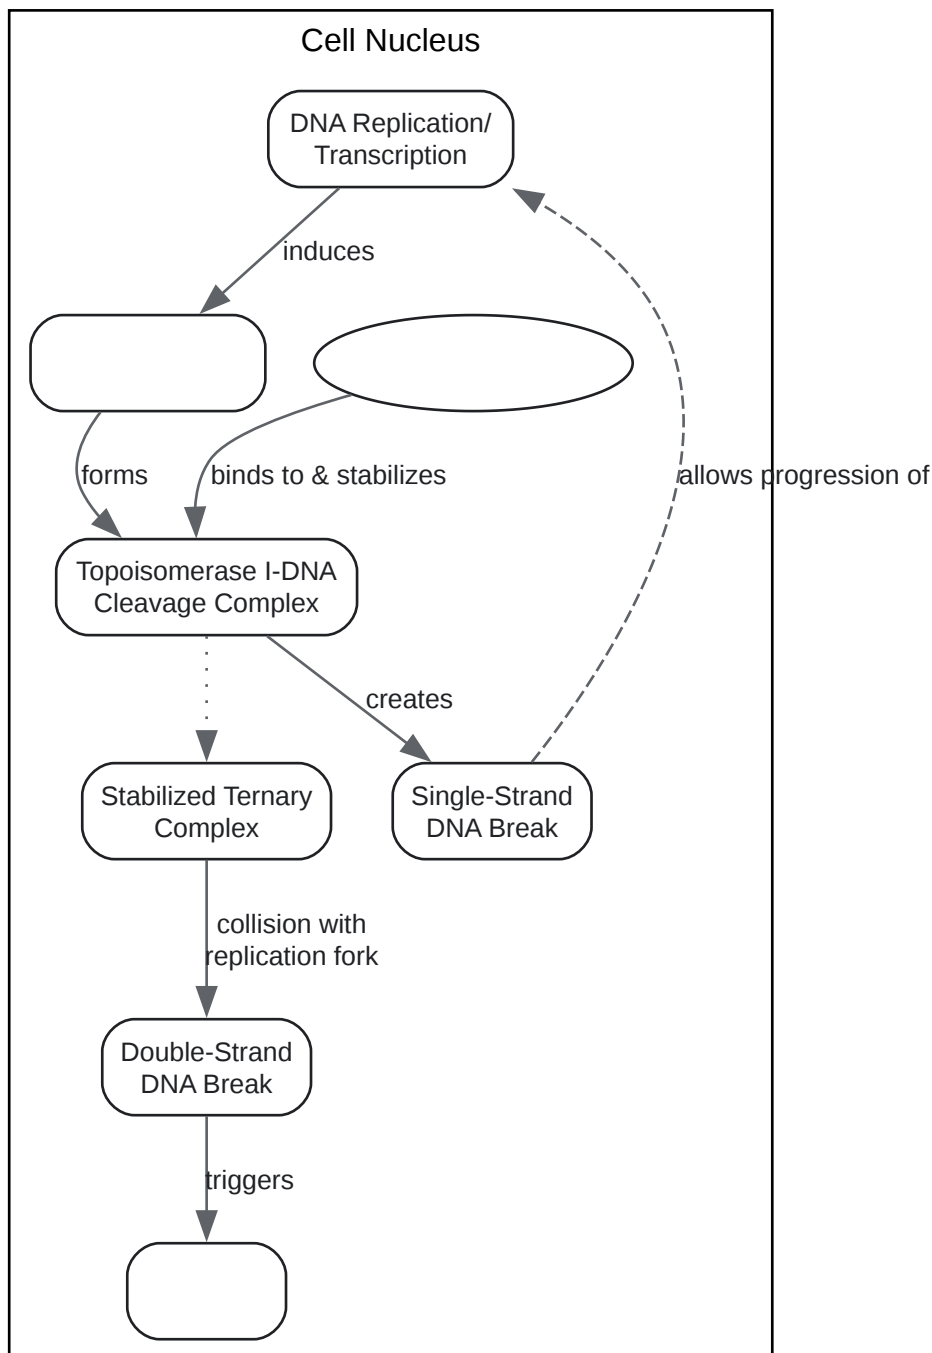 Cell Nucleus
DNA Replication/
Transcription
induces
forms
binds to & stabilizes
allows progression of
Topoisomerase I-DNA
Cleavage Complex
creates
Stabilized Ternary
Complex
Single-Strand
DNA Break
collision with
replication fork
Double-Strand
DNA Break
triggers